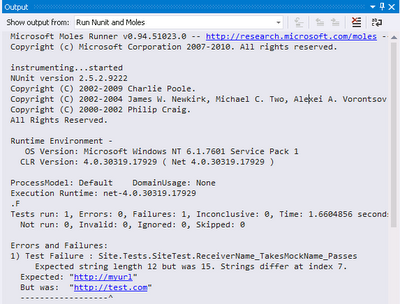 Output
Show output from: Run Nunit and Moles
Microsoft Moles Runner v0.94.51023.0 -- http://research.microsoft.com/moles --
Copyright (c) Microsoft Corporation 2007-2010. All rights reserved.
instrumenting...started
NUnit version 2.5.2.9222
Copyright (C) 2002-2009 Charlie Poole.
Copyright (C) 2002-2004 James W. Newkirk, Michael C. Two, Alexei A. Vorontsov
Copyright (C) 2000-2002 Philip Craig.
All Rights Reserved.
Runtime Environment -
OS Version: Microsoft Windows NT 6.1.7601 Service Pack 1
CLR Version: 4.0.30319.17929 ( Net 4.0.30319.17929 )
ProcessModel: Default    DomainUsage: None
Execution Runtime: net-4.0.30319.17929
.F
Tests run: 1, Errors: 0, Failures: 1, Inconclusive: 0, Time: 1.6604856 seconds
Not run: 0, Invalid: 0, Ignored: 0, Skipped: 0
Errors and Failures:
1) Test Failure : Site.Tests.SiteTest.ReceiverName_TakesMockName_Passes
Expected string length 12 but was 15. Strings differ at index 7.
Expected: "http://myurl"
But was:  "http://test.com"
------------------^